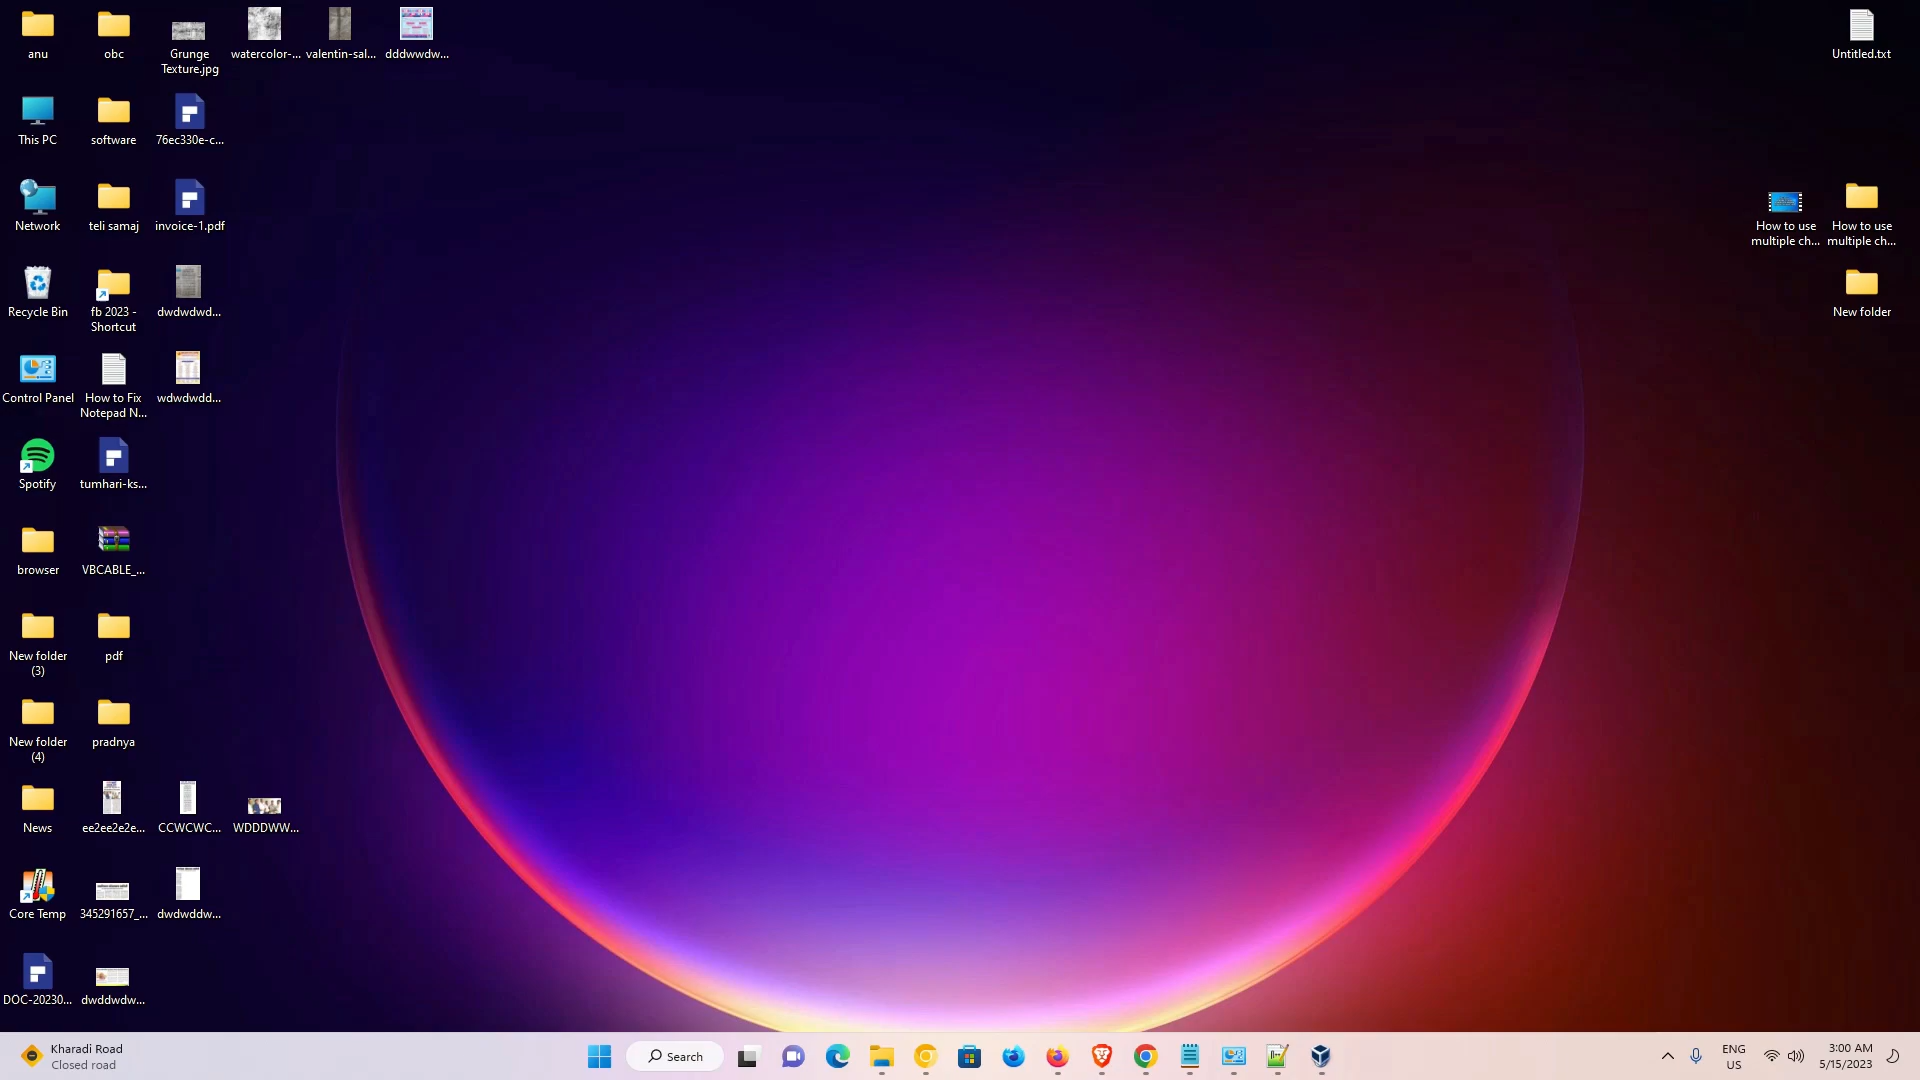 anu
obc
Grunge
Texture.jpg
watercolor-...
valentin-sal...
dddwwdw...
Untitled.txt
This PC
software
76ec330e-c...
Network
teli samaj
invoice-1.pdf
How to use
multiple ch...
How to use
multiple ch...
Recycle Bin
fb 2023 -
Shortcut
dwdwdwd...
New folder
Control Panel
How to Fix
Notepad N...
wdwdwdd...
Spotify
tumhari-ks...
browser
VBCABLE_...
New folder
(3)
pdf
New folder
(4)
pradnya
News
ee2ee2e2e...
CCWCWC...
WDDDWW...
Core Temp
345291657_...
dwdwddw...
DOC-20230...
dwddwdw...
Kharadi Road
Closed road
Search
ENG
US
3:00 AM
5/15/2023